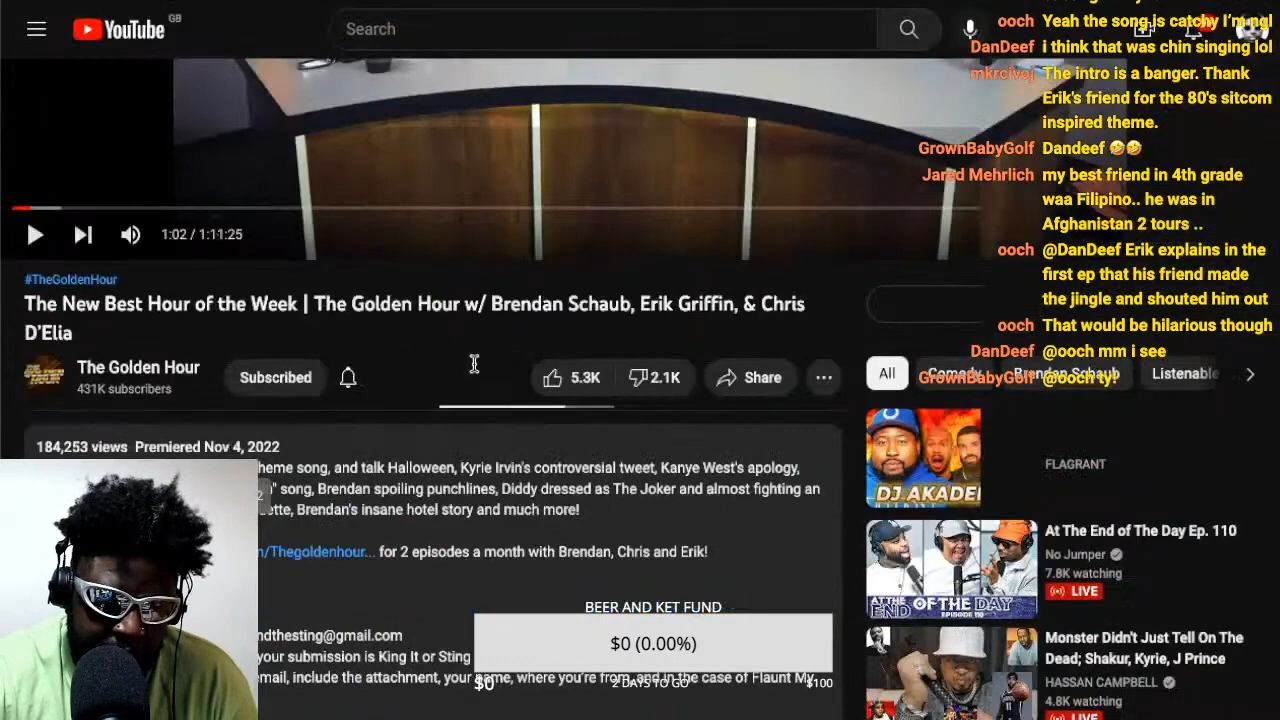 YouTube GB
Search
1:02 / 1:11:25
#TheGoldenHour
The New Best Hour of the Week | The Golden Hour w/ Brendan Schaub, Erik Griffin, & Chris
D'Elia
The Golden Hour
431K subscribers
Subscribed
5.3K
2.1K
Share
184,253 views Premiered Nov 4, 2022
heme song, and talk Halloween, Kyrie Irvin's controversial tweet, Kanye West's apology,
" song, Brendan spoiling punchlines, Diddy dressed as The Joker and almost fighting an
ette, Brendan's insane hotel story and much more!
n/Thegoldenhour... for 2 episodes a month with Brendan, Chris and Erik!
BEER AND KET FUND
$0 (0.00%)
$0 2 DAYS TO GO $100
ndthesting@gmail.com
your submission is King It or Sting
email, include the attachment, your name, where you're from, and in the case of Flaunt My
ooch Yeah the song is catchy I'm ngl
DanDeef i think that was chin singing lol
mkrcivoj The intro is a banger. Thank
Erik's friend for the 80's sitcom
inspired theme.
GrownBabyGolf Dandeef 🤣🤣
Jared Mehrlich my best friend in 4th grade
waa Filipino.. he was in
Afghanistan 2 tours ..
ooch @DanDeef Erik explains in the
first ep that his friend made
the jingle and shouted him out
ooch That would be hilarious though
DanDeef @ooch mm i see
GrownBabyGolf @ooch ty!
All Comedy Brendan Schaub Listenable
DJ AKADEM
FLAGRANT
AT THE END OF THE DAY
EPISODE 110
At The End of The Day Ep. 110
No Jumper
7.8K watching
LIVE
Monster Didn't Just Tell On The
Dead; Shakur, Kyrie, J Prince
HASSAN CAMPBELL
4.8K watching
LIVE